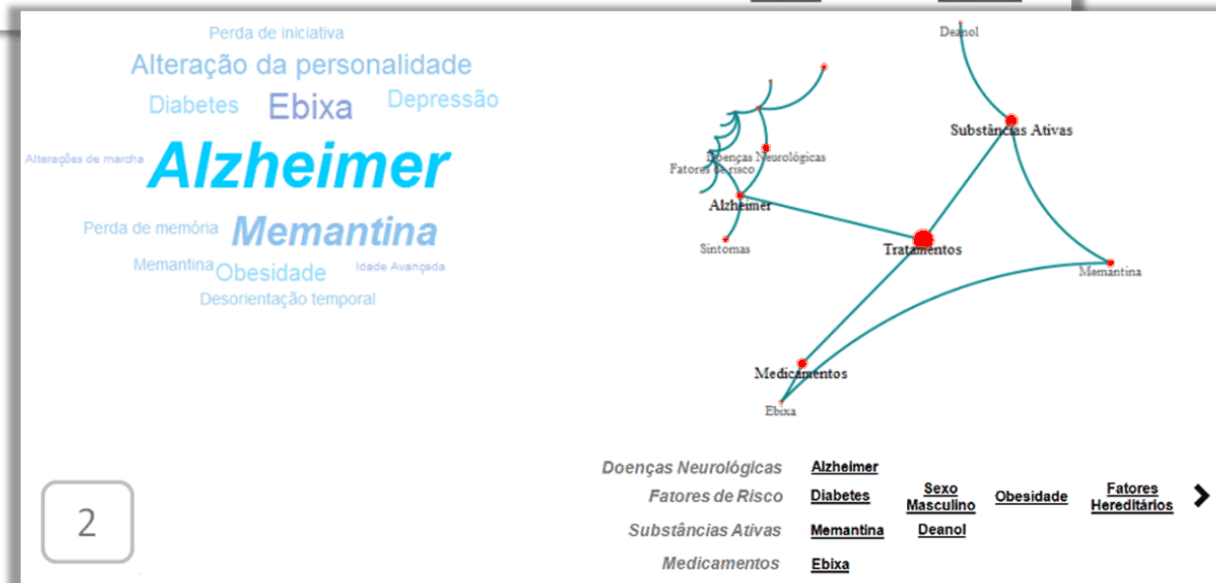 Perda de iniciativa
Alteração da personalidade
Diabetes Ebixa Depressão
Alterações de marcha Alzheimer
Perda de memória Memantina
Memantina Obesidade Idade Avançada
Desorientação temporal
Deanol
Substâncias Ativas
Doenças Neurológicas
Fatores de risco
Alzheimer
Sintomas
Tratamentos
Memantina
Medicamentos
Ebixa
Doenças Neurológicas Alzheimer
Fatores de Risco Diabetes Sexo Masculino Obesidade Fatores Hereditários
Substâncias Ativas Memantina Deanol
Medicamentos Ebixa
2